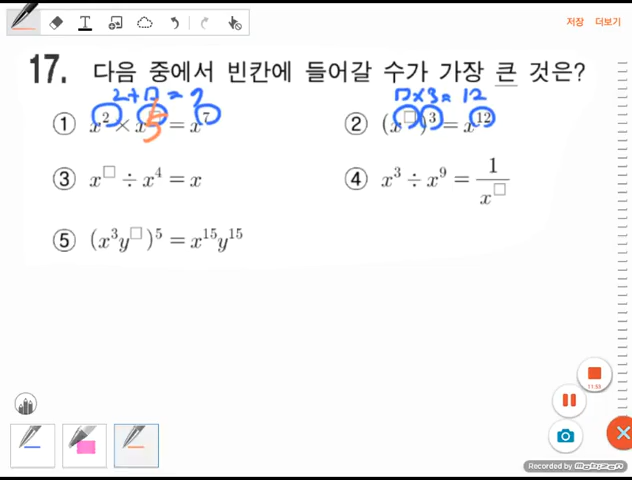 저장 더보기
17. 다음 중에서 빈칸에 들어갈 수가 가장 큰 것은?
2+□=7
□×3=12
① x² × x⁵ = x⁷
② (x^□)³ = x¹²
③ x^□ ÷ x⁴ = x
④ x³ ÷ x⁹ = 1/x^□
⑤ (x³y^□)⁵ = x¹⁵y¹⁵
11:53
Recorded by Mobizen